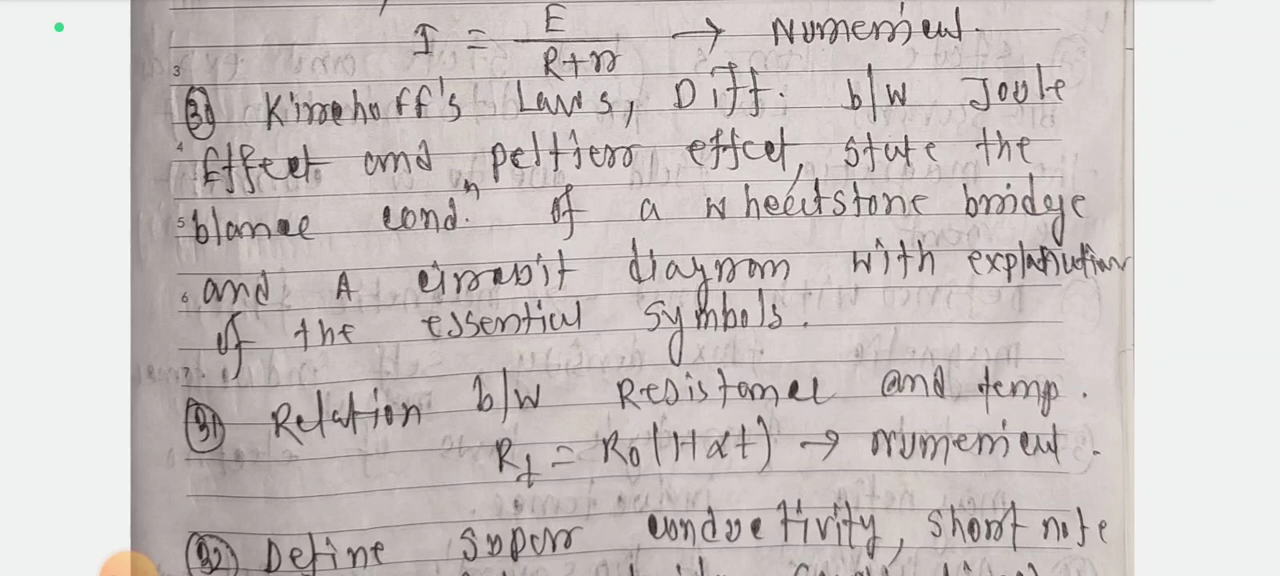 I = E / R+r → Numerical.
30 Kirchoff's Laws, Diff. b/w Joule
Effect and peltier effect, state the
blance condn. of a wheatstone bridge
and A circuit diagram with explanation
of the essential symbols.
31 Relation b/w Resistance and temp.
Rt = R0(1+αt) → numerical.
32 Define Super conductivity, short note